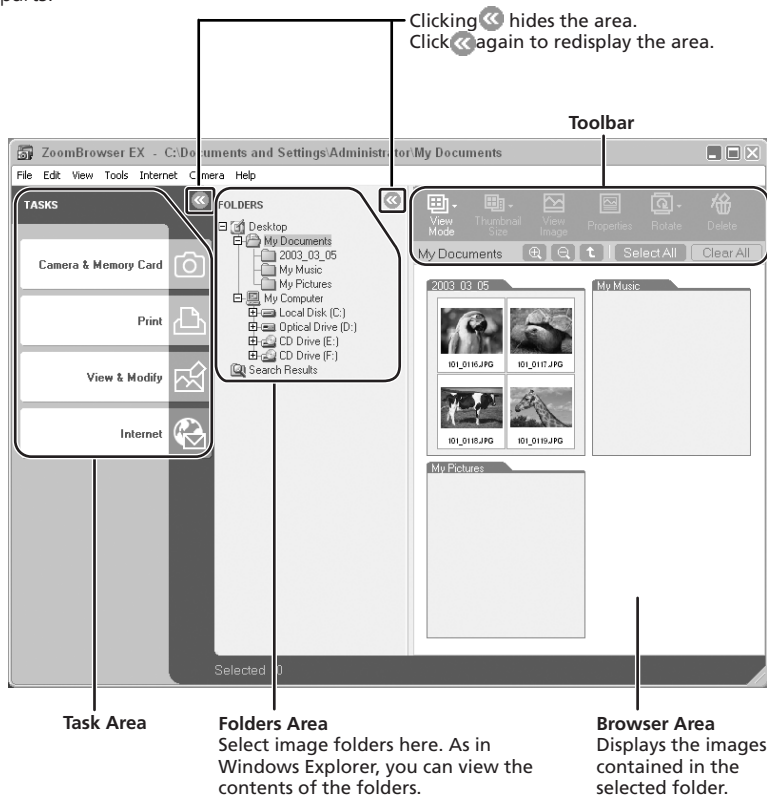 parts.
Clicking hides the area.
Click again to redisplay the area.
Toolbar
ZoomBrowser EX - C:\Documents and Settings\Administrator\My Documents
File Edit View Tools Internet Camera Help
TASKS
Camera & Memory Card
Print
View & Modify
Internet
FOLDERS
Desktop
My Documents
2003_03_05
My Music
My Pictures
My Computer
Local Disk (C:)
Optical Drive (D:)
CD Drive (E:)
CD Drive (F:)
Search Results
View Mode
Thumbnail Size
View Image
Properties
Rotate
Delete
My Documents
Select All
Clear All
2003_03_05
My Music
101_0116.JPG
101_0117.JPG
101_0118.JPG
101_0119.JPG
My Pictures
Selected 0
Task Area
Folders Area
Select image folders here. As in
Windows Explorer, you can view the
contents of the folders.
Browser Area
Displays the images
contained in the
selected folder.